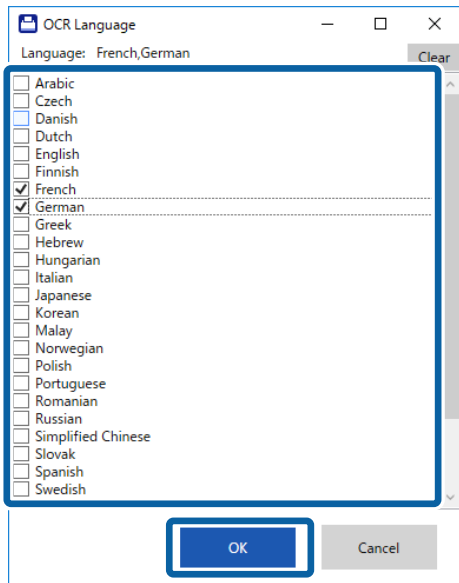 OCR Language
Language: French,German
Clear
Arabic
Czech
Danish
Dutch
English
Finnish
French
German
Greek
Hebrew
Hungarian
Italian
Japanese
Korean
Malay
Norwegian
Polish
Portuguese
Romanian
Russian
Simplified Chinese
Slovak
Spanish
Swedish
OK
Cancel